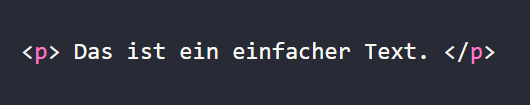 <p> Das ist ein einfacher Text. </p>